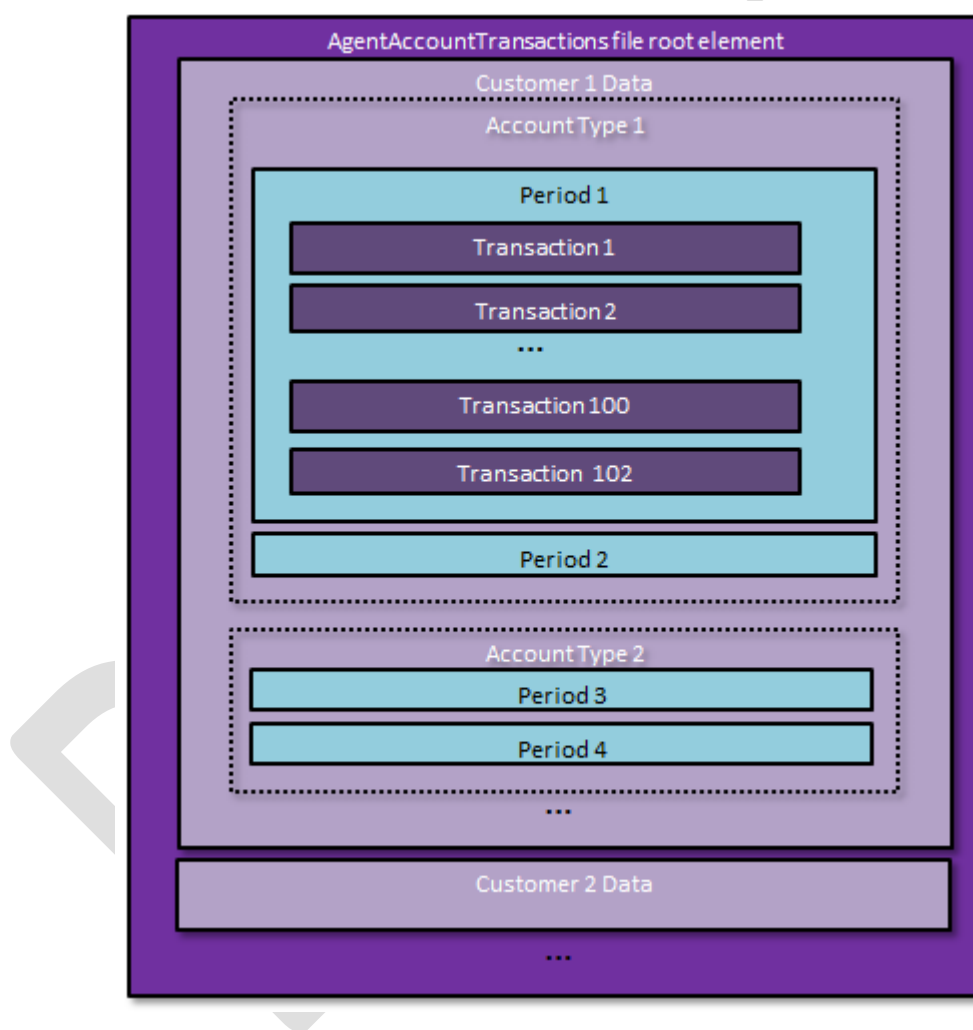 AgentAccountTransactions file root element
Customer 1 Data
Account Type 1
Period 1
Transaction 1
Transaction 2
...
Transaction 100
Transaction 102
Period 2
Account Type 2
Period 3
Period 4
...
Customer 2 Data
...